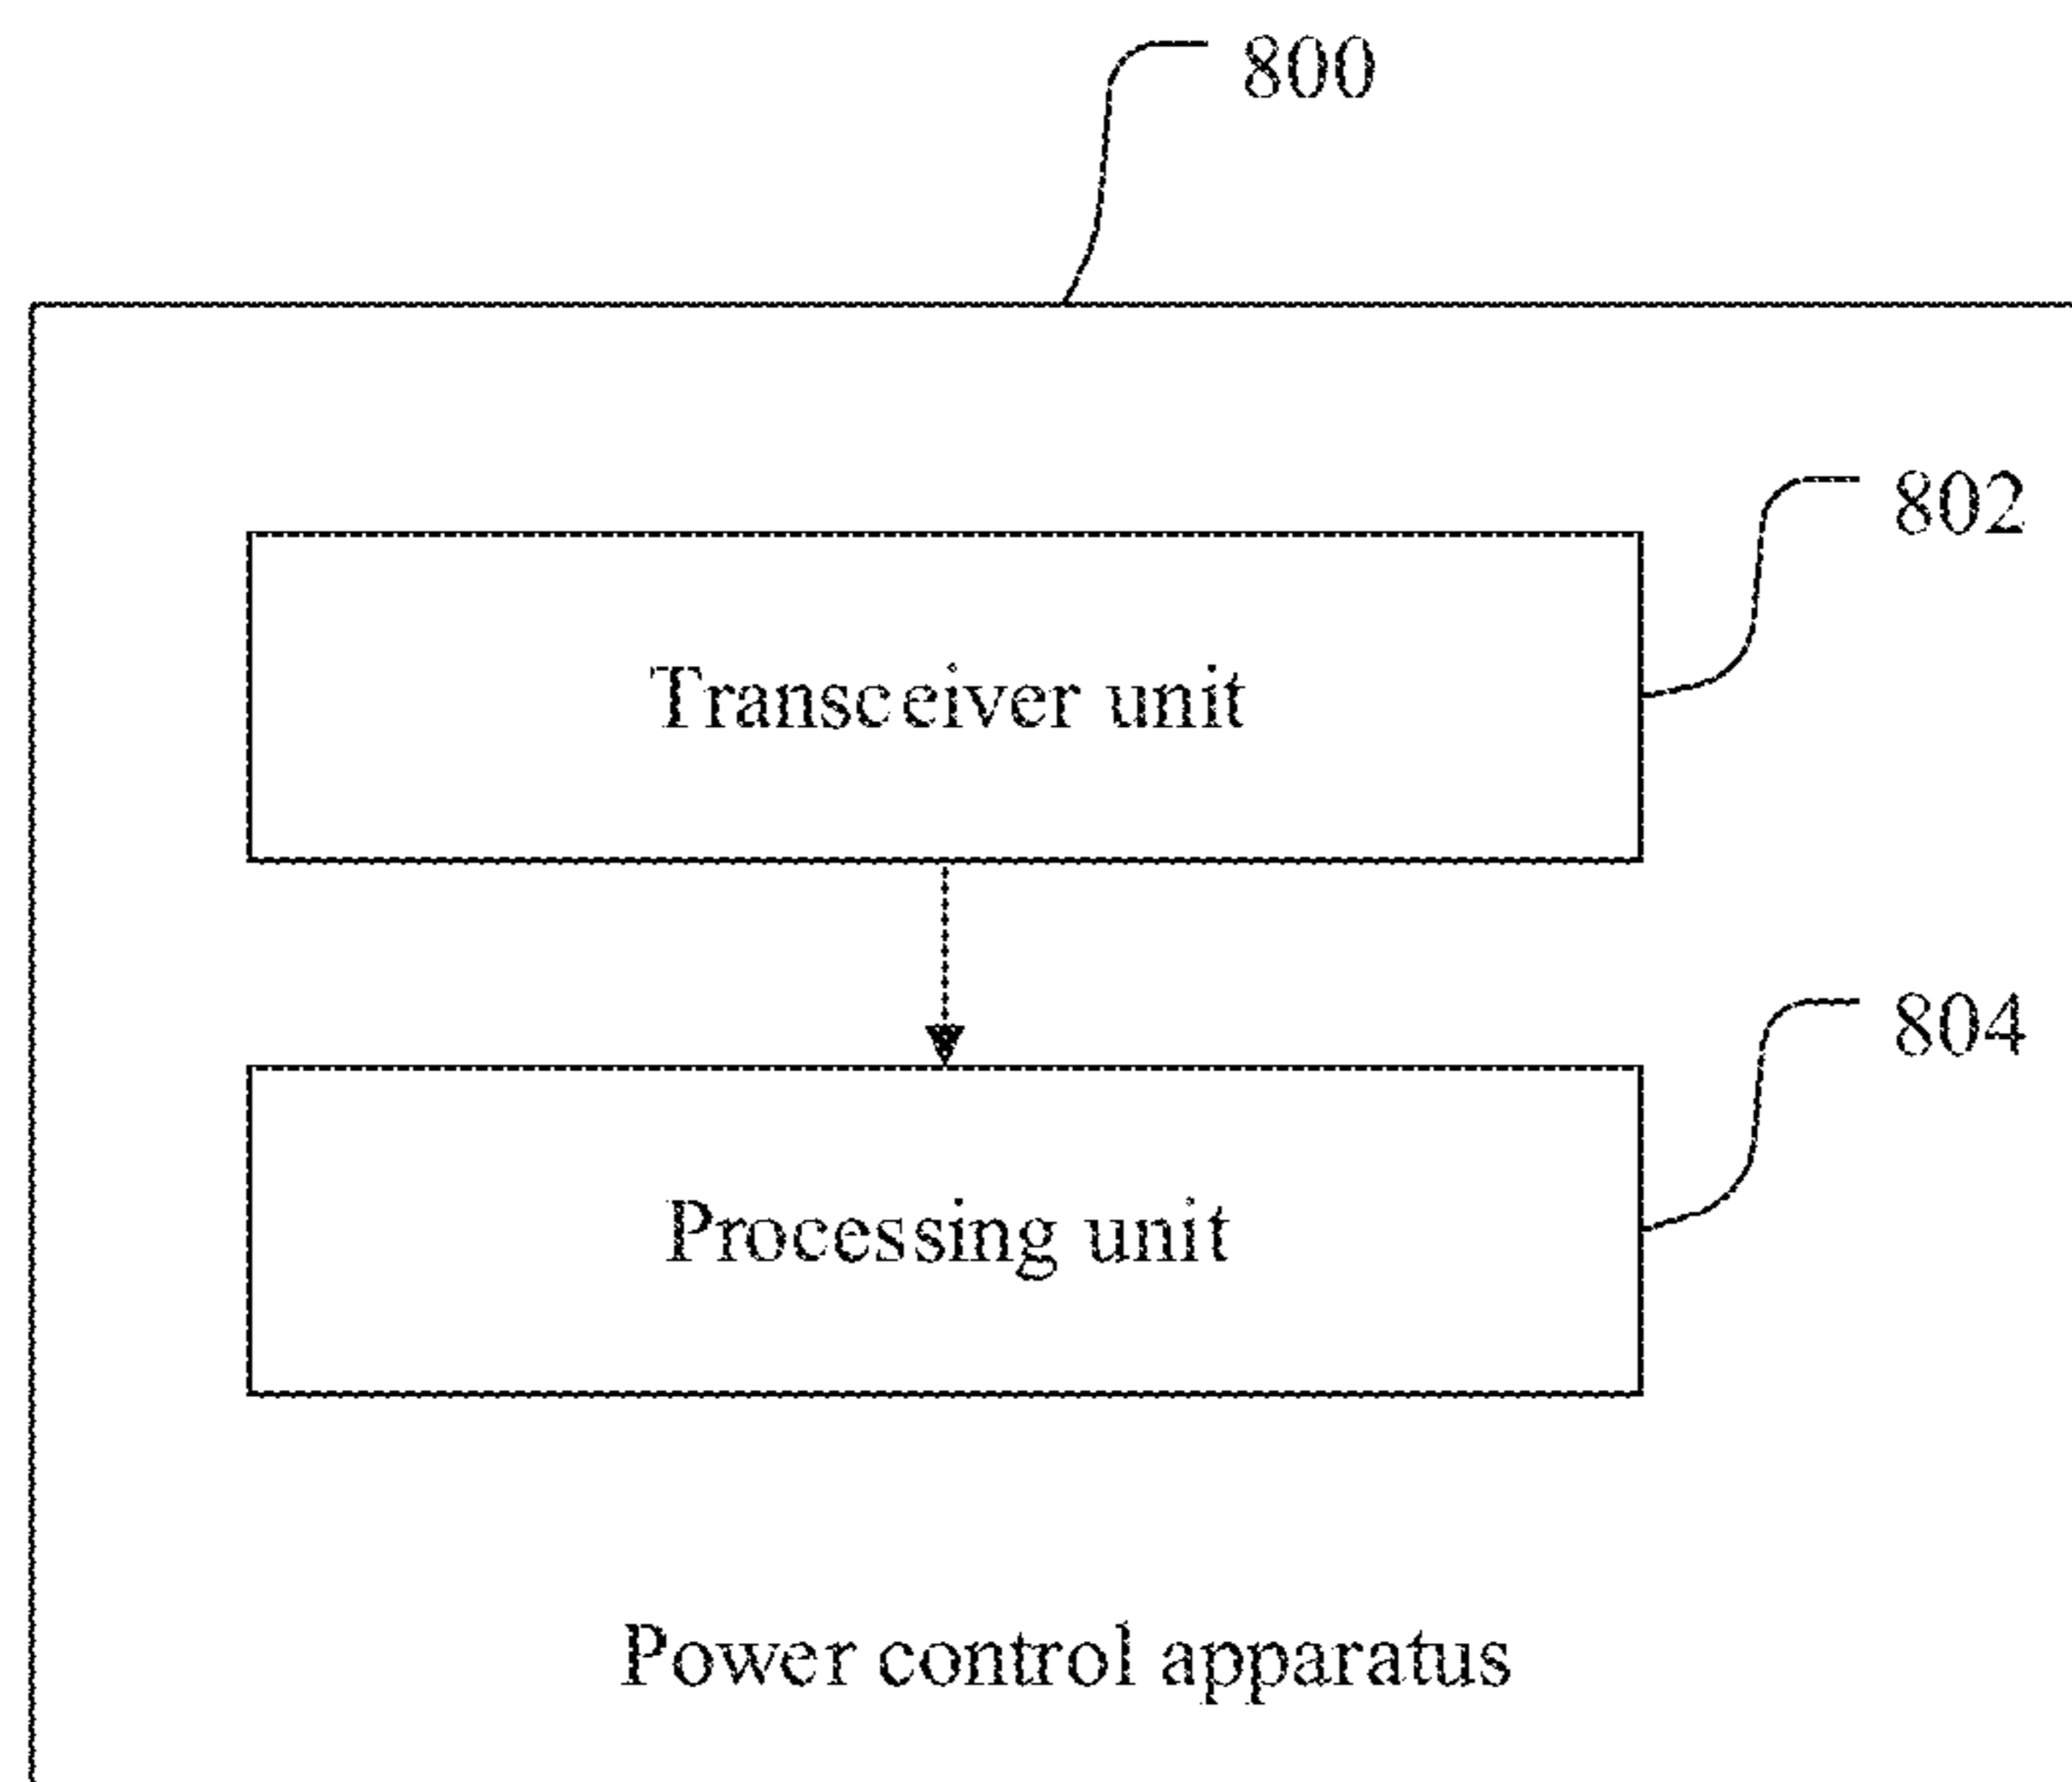 800
802
Transceiver unit
804
Processing unit
Power control apparatus